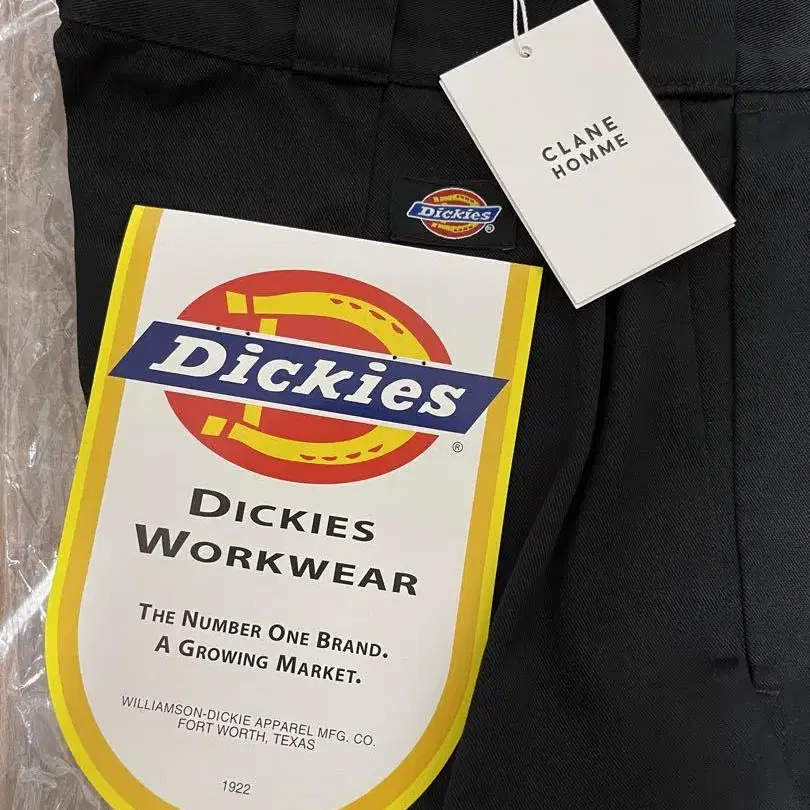 CLANE
HOMME
Dickies
®
Dickies
®
DICKIES
WORKWEAR
THE NUMBER ONE BRAND.
A GROWING MARKET.
WILLIAMSON-DICKIE APPAREL MFG. CO.
FORT WORTH, TEXAS
1922